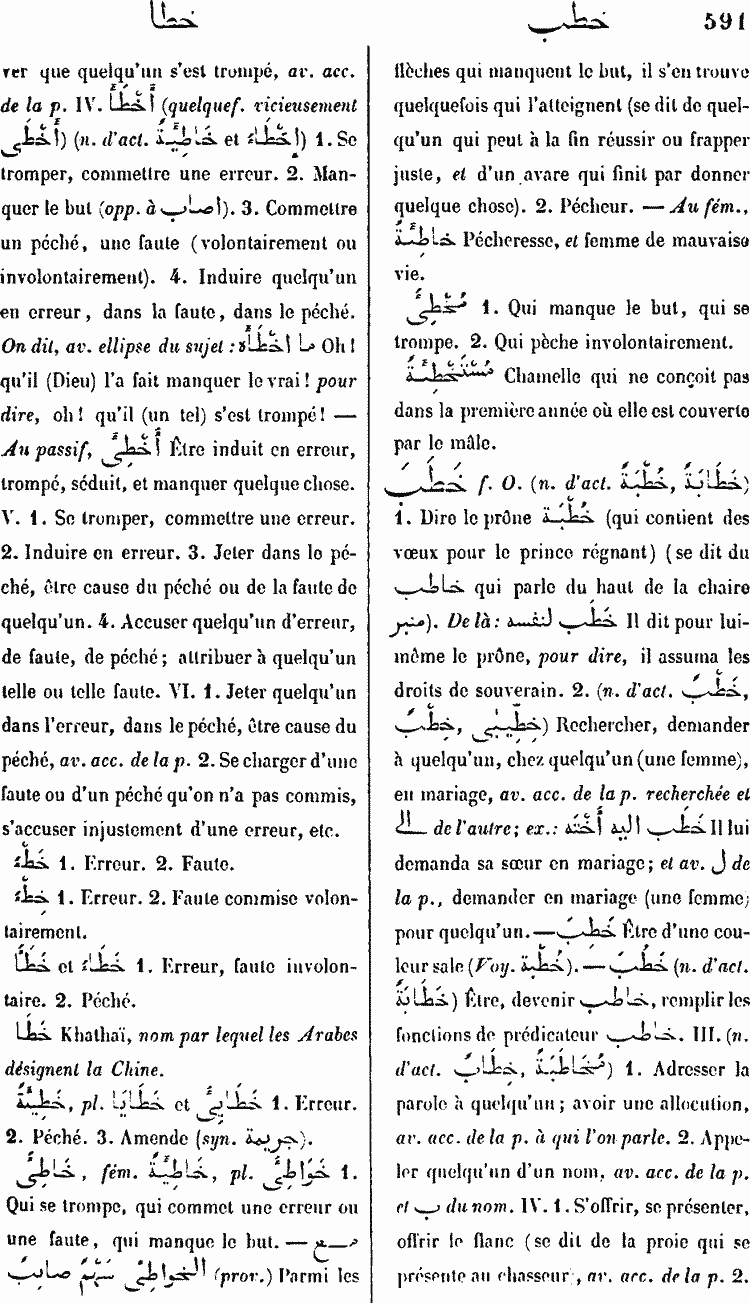 خطأ
خطب
591
ver que quelqu'un s'est trompé, av. acc.
de la p. IV. أَخْطَأَ (quelquef. vicieusement
أَخْطَى) (n. d'act. خَاطِئَةٌ et إِخْطَاءٌ) 1. Se
tromper, commettre une erreur. 2. Man-
quer le but (opp. à أصاب). 3. Commettre
un péché, une faute (volontairement ou
involontairement). 4. Induire quelqu'un
en erreur, dans la faute, dans le péché.
On dit, av. ellipse du sujet : ما أَخْطَأَهُ Oh!
qu'il (Dieu) l'a fait manquer le vrai! pour
dire, oh! qu'il (un tel) s'est trompé! —
Au passif, أُخْطِئَ Être induit en erreur,
trompé, séduit, et manquer quelque chose.
V. 1. Se tromper, commettre une erreur.
2. Induire en erreur. 3. Jeter dans le pé-
ché, être cause du péché ou de la faute de
quelqu'un. 4. Accuser quelqu'un d'erreur,
de faute, de péché; attribuer à quelqu'un
telle ou telle faute. VI. 1. Jeter quelqu'un
dans l'erreur, dans le péché, être cause du
péché, av. acc. de la p. 2. Se charger d'une
faute ou d'un péché qu'on n'a pas commis,
s'accuser injustement d'une erreur, etc.
خَطْءٌ 1. Erreur. 2. Faute.
خِطْءٌ 1. Erreur. 2. Faute commise volon-
tairement.
خَطَأٌ et خَطَاءٌ 1. Erreur, faute involon-
taire. 2. Péché.
خَطَا Khathaï, nom par lequel les Arabes
désignent la Chine.
خَطِيئَةٌ, pl. خَطَايَا et خَطَائِئُ 1. Erreur.
2. Péché. 3. Amende (syn. جريمة).
خَاطِئٌ, fém. خَاطِئَةٌ, pl. خَوَاطِئُ 1.
Qui se trompe, qui commet une erreur ou
une faute, qui manque le but. — مع
الخواطِئِ سَهْمٌ صائبٌ (prov.) Parmi les
flèches qui manquent le but, il s'en trouve
quelquefois qui l'atteignent (se dit de quel-
qu'un qui peut à la fin réussir ou frapper
juste, et d'un avare qui finit par donner
quelque chose). 2. Pécheur. — Au fém.,
خاطِئَةٌ Pécheresse, et femme de mauvaise
vie.
مُخْطِئٌ 1. Qui manque le but, qui se
trompe. 2. Qui pèche involontairement.
مُسْتَخْطِئَةٌ Chamelle qui ne conçoit pas
dans la première année où elle est couverte
par le mâle.
خَطَبَ f. O. (n. d'act. خُطْبَةٌ, خَطَابَةٌ)
1. Dire le prône خُطْبَة (qui contient des
vœux pour le prince régnant) (se dit du
خاطب qui parle du haut de la chaire
منبر). De là: خَطَب لنفسه Il dit pour lui-
même le prône, pour dire, il assuma les
droits de souverain. 2. (n. d'act. خَطْبٌ,
خِطْبَةٌ, خِطِّيبَى) Rechercher, demander
à quelqu'un, chez quelqu'un (une femme),
en mariage, av. acc. de la p. recherchée et
الى de l'autre; ex.: خَطَب اليه أُخْتَه Il lui
demanda sa sœur en mariage; et av. ل de
la p., demander en mariage (une femme)
pour quelqu'un. — خَطِبَ Être d'une cou-
leur sale (Voy. خُطْبة). — خَطُبَ (n. d'act.
خَطَابَةٌ) Être, devenir خاطب, remplir les
fonctions de prédicateur خاطب. III. (n.
d'act. خِطَابٌ, مُخَاطَبَةٌ) 1. Adresser la
parole à quelqu'un; avoir une allocution,
av. acc. de la p. à qui l'on parle. 2. Appe-
ler quelqu'un d'un nom, av. acc. de la p.
et ب du nom. IV. 1. S'offrir, se présenter,
offrir le flanc (se dit de la proie qui se
présente au chasseur, av. acc. de la p. 2.